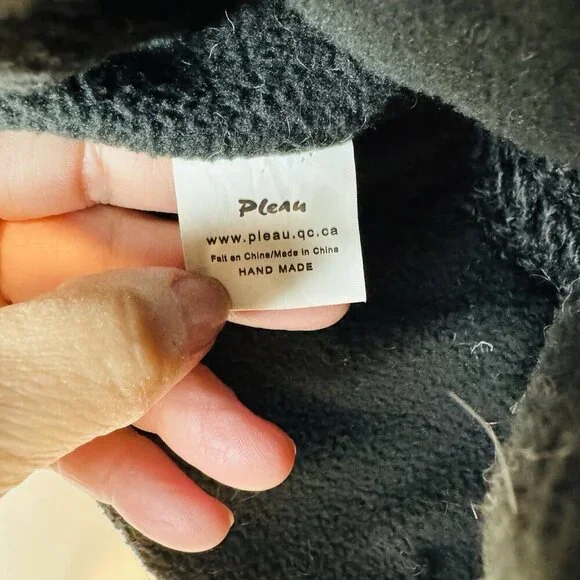 Pleau
www.pleau.qc.ca
Fait en Chine/Made in China
HAND MADE